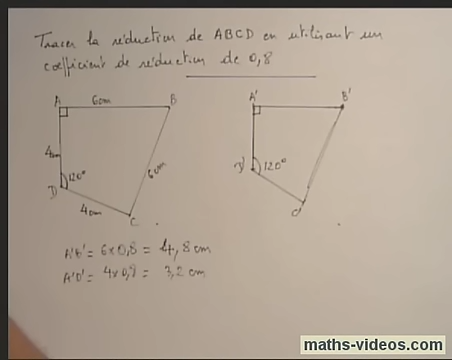 Tracer la réduction de ABCD en utilisant un
coefficient de réduction de 0,8
A 6cm B A' B'
4cm 6cm
D 120° D' 120°
4cm C C'
A'B' = 6 x 0,8 = 4,8 cm
A'D' = 4 x 0,8 = 3,2 cm
maths-videos.com